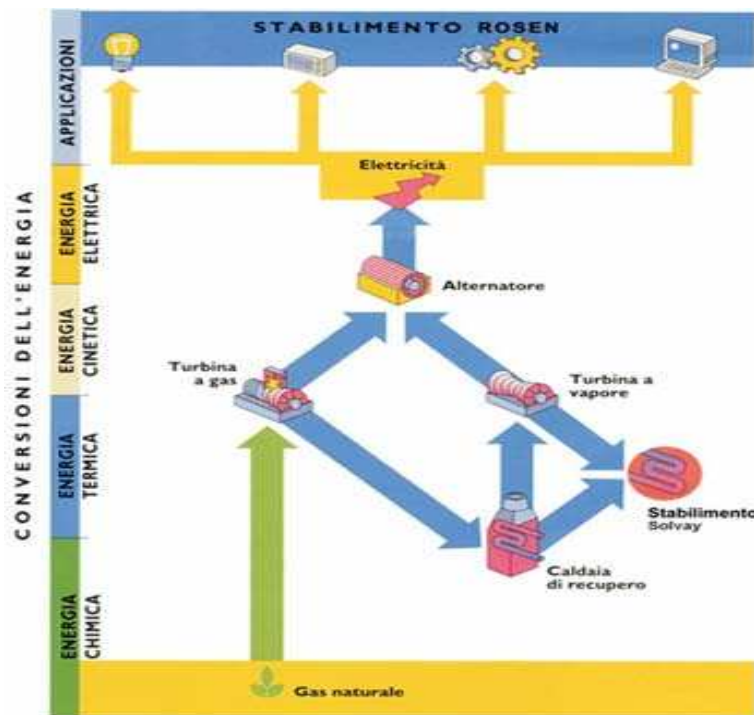 STABILIMENTO ROSEN
CONVERSIONI DELL'ENERGIA
APPLICAZIONI
ENERGIA
ELETTRICA
ENERGIA
CINETICA
ENERGIA
TERMICA
ENERGIA
CHIMICA
Elettricità
Alternatore
Turbina
a gas
Turbina a
vapore
Stabilimento
Solvay
Caldaia
di recupero
Gas naturale